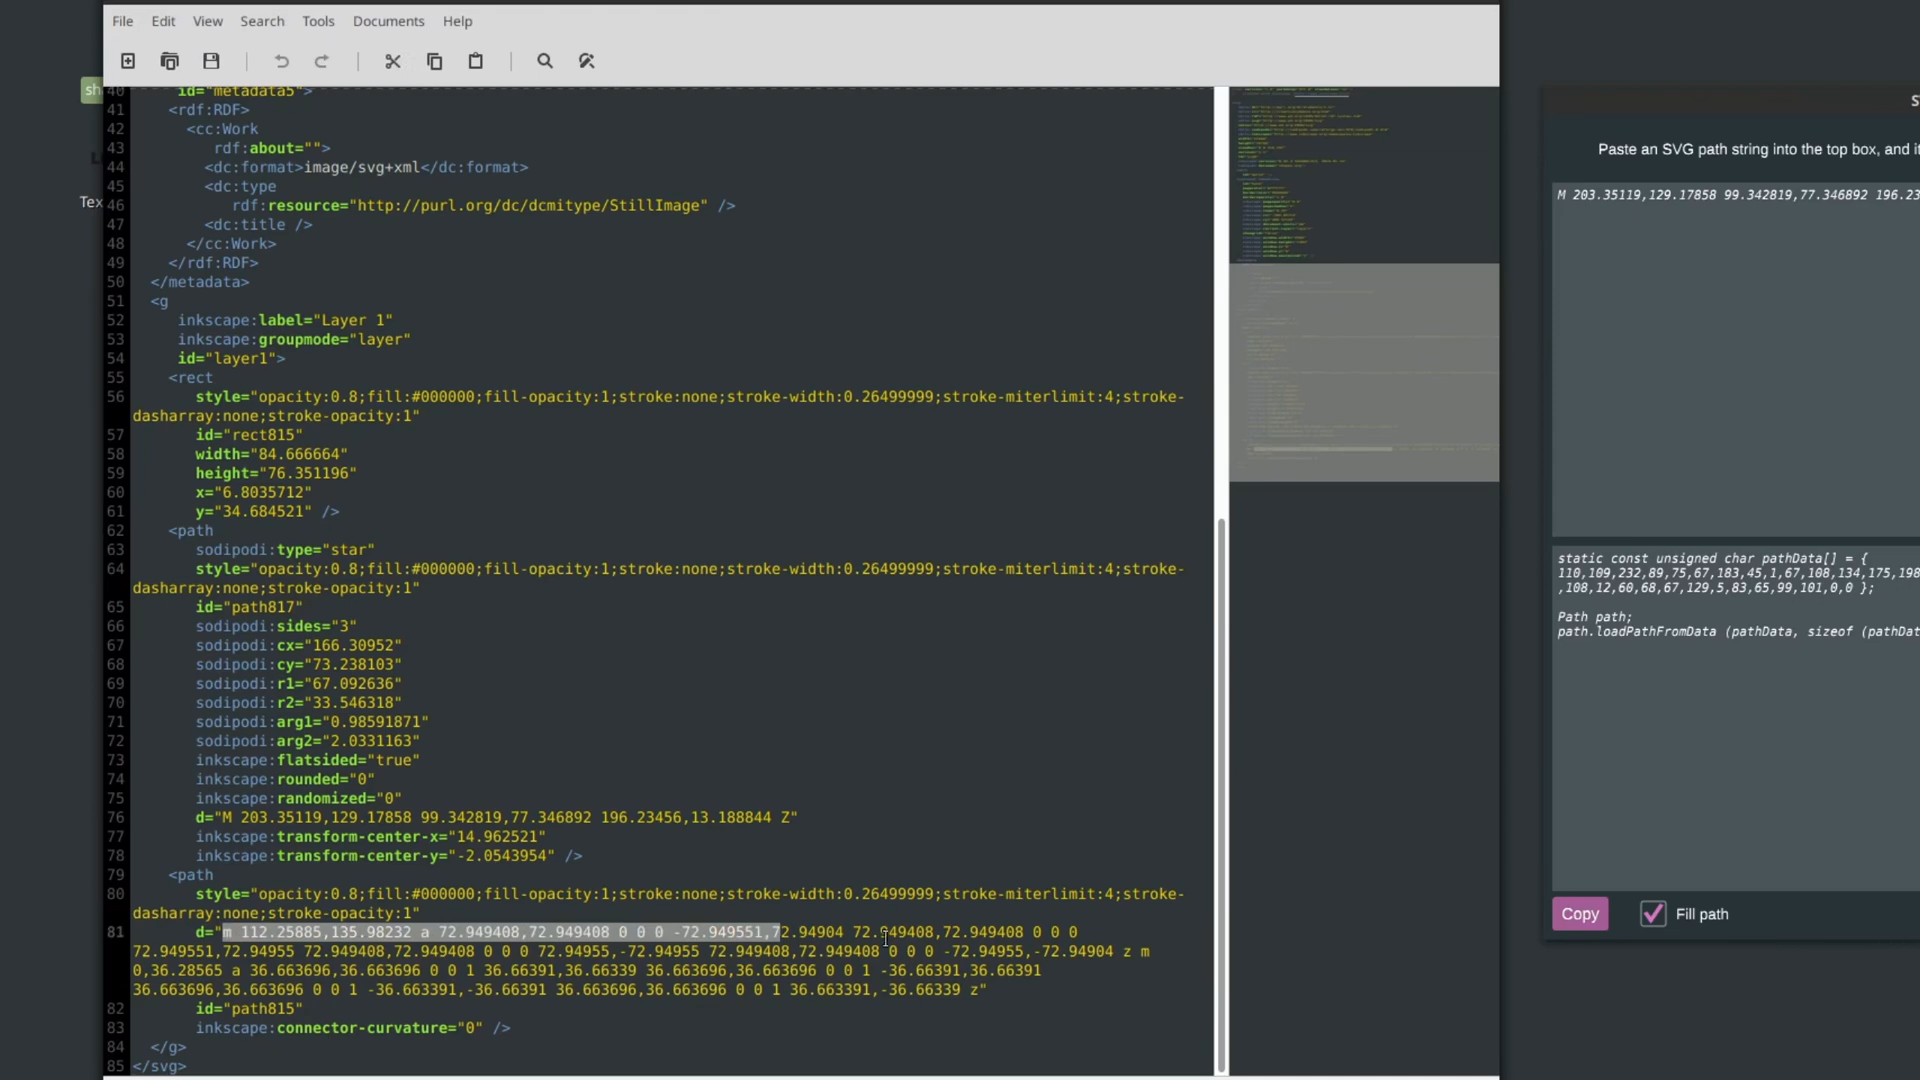 File Edit View Search Tools Documents Help
sh
Tex
40 id="metadata5">
41 <rdf:RDF>
42 <cc:Work
43 rdf:about="">
44 <dc:format>image/svg+xml</dc:format>
45 <dc:type
46 rdf:resource="http://purl.org/dc/dcmitype/StillImage" />
47 <dc:title />
48 </cc:Work>
49 </rdf:RDF>
50 </metadata>
51 <g
52 inkscape:label="Layer 1"
53 inkscape:groupmode="layer"
54 id="layer1">
55 <rect
56 style="opacity:0.8;fill:#000000;fill-opacity:1;stroke:none;stroke-width:0.26499999;stroke-miterlimit:4;stroke-
dasharray:none;stroke-opacity:1"
57 id="rect815"
58 width="84.666664"
59 height="76.351196"
60 x="6.8035712"
61 y="34.684521" />
62 <path
63 sodipodi:type="star"
64 style="opacity:0.8;fill:#000000;fill-opacity:1;stroke:none;stroke-width:0.26499999;stroke-miterlimit:4;stroke-
dasharray:none;stroke-opacity:1"
65 id="path817"
66 sodipodi:sides="3"
67 sodipodi:cx="166.30952"
68 sodipodi:cy="73.238103"
69 sodipodi:r1="67.092636"
70 sodipodi:r2="33.546318"
71 sodipodi:arg1="0.98591871"
72 sodipodi:arg2="2.0331163"
73 inkscape:flatsided="true"
74 inkscape:rounded="0"
75 inkscape:randomized="0"
76 d="M 203.35119,129.17858 99.342819,77.346892 196.23456,13.188844 Z"
77 inkscape:transform-center-x="14.962521"
78 inkscape:transform-center-y="-2.0543954" />
79 <path
80 style="opacity:0.8;fill:#000000;fill-opacity:1;stroke:none;stroke-width:0.26499999;stroke-miterlimit:4;stroke-
dasharray:none;stroke-opacity:1"
81 d="m 112.25885,135.98232 a 72.949408,72.949408 0 0 0 -72.949551,72.94904 72.949408,72.949408 0 0 0
72.949551,72.94955 72.949408,72.949408 0 0 0 72.94955,-72.94955 72.949408,72.949408 0 0 0 -72.94955,-72.94904 z m
0,36.28565 a 36.663696,36.663696 0 0 1 36.66391,36.66339 36.663696,36.663696 0 0 1 -36.66391,36.66391
36.663696,36.663696 0 0 1 -36.663391,-36.66391 36.663696,36.663696 0 0 1 36.663391,-36.66339 z"
82 id="path815"
83 inkscape:connector-curvature="0" />
84 </g>
85 </svg>
Paste an SVG path string into the top box, and i
M 203.35119,129.17858 99.342819,77.346892 196.23
static const unsigned char pathData[] = {
110,109,232,89,75,67,183,45,1,67,108,134,175,198
,108,12,60,68,67,129,5,83,65,99,101,0,0 };
Path path;
path.loadPathFromData (pathData, sizeof (pathDat
Copy Fill path